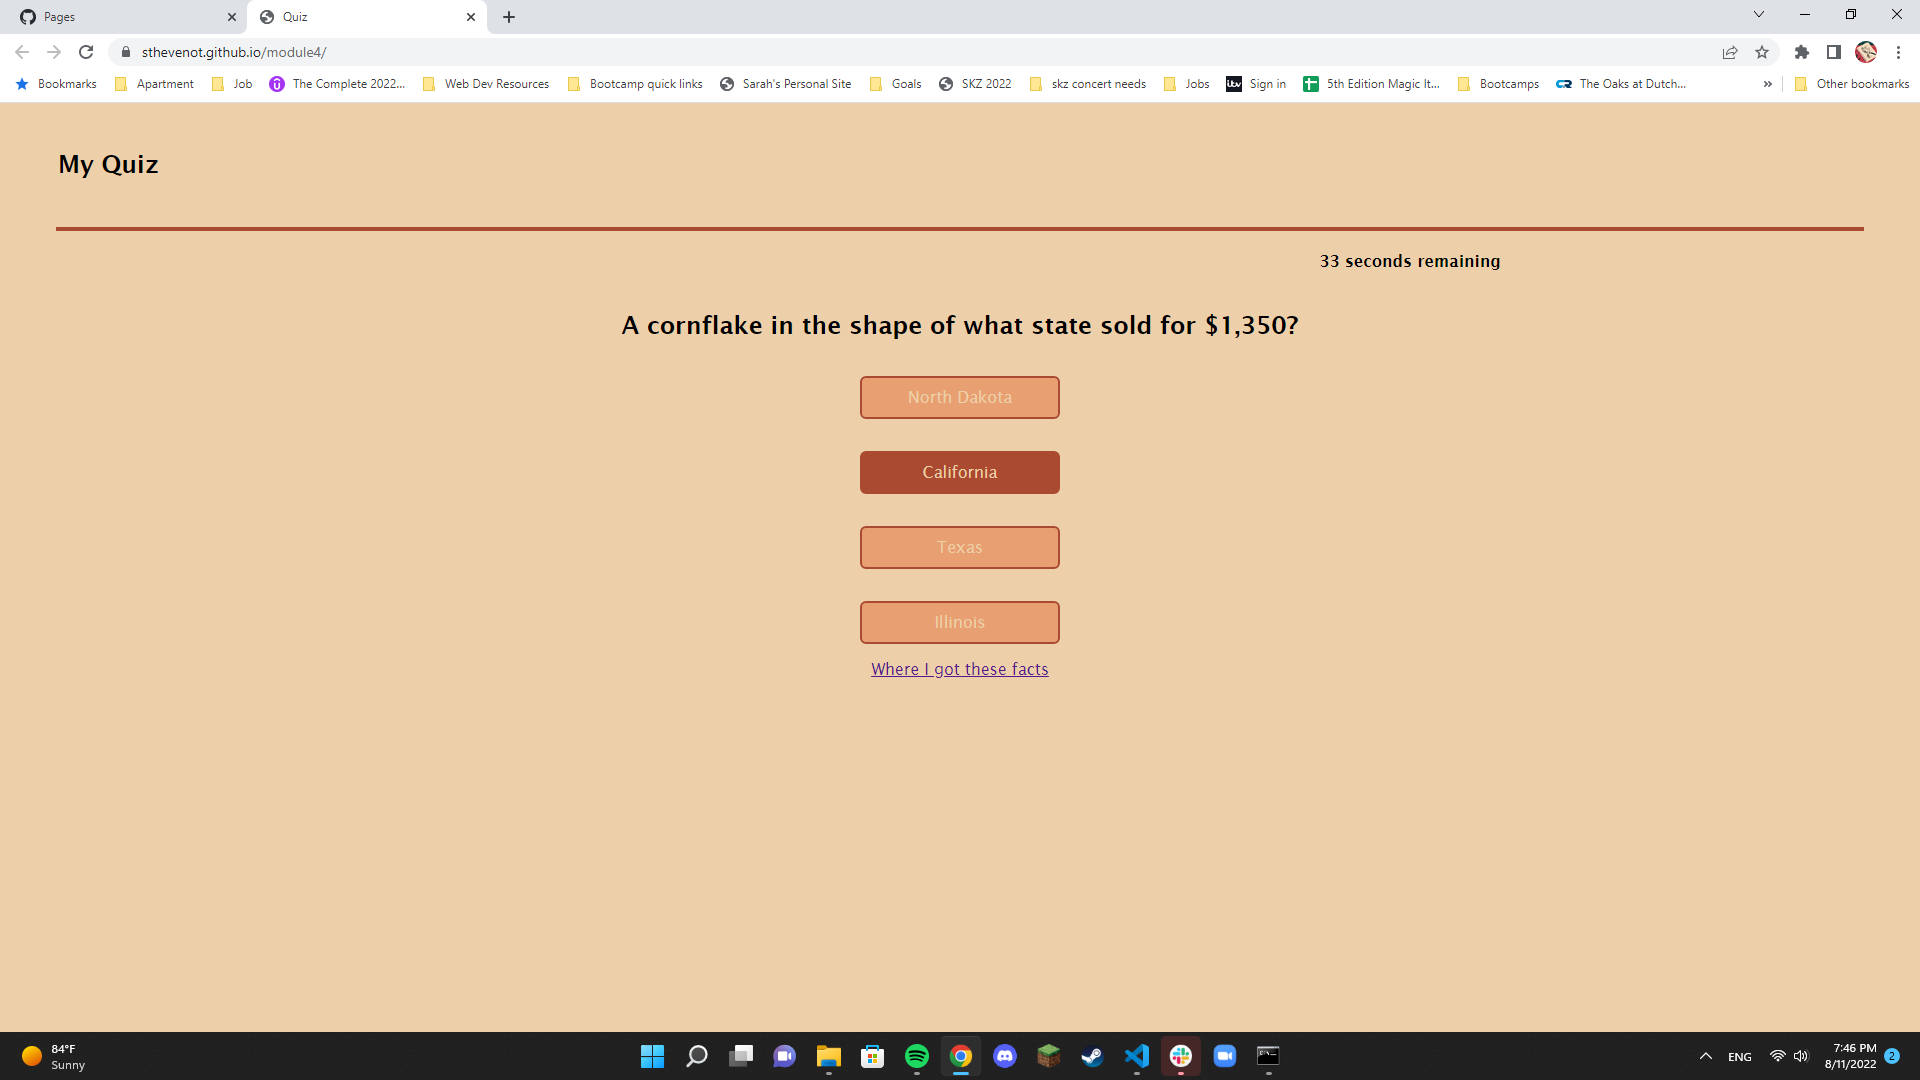 Pages
Quiz
sthevenot.github.io/module4/
Bookmarks Apartment Job The Complete 2022... Web Dev Resources Bootcamp quick links Sarah's Personal Site Goals SKZ 2022 skz concert needs Jobs itv Sign in 5th Edition Magic It... Bootcamps CR The Oaks at Dutch... » Other bookmarks
My Quiz
33 seconds remaining
A cornflake in the shape of what state sold for $1,350?
North Dakota
California
Texas
Illinois
Where I got these facts
84°F
Sunny
ENG
7:46 PM
8/11/2022
2